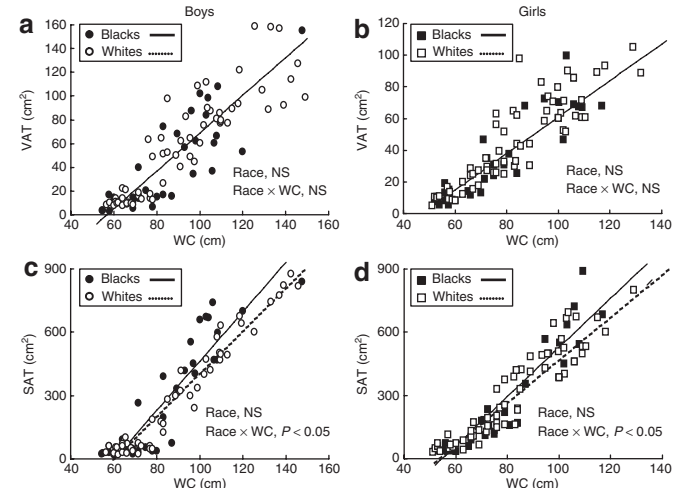 Boys
Girls
a
160
140
120
100
80
60
40
20
0
VAT (cm²)
Blacks
Whites
Race, NS
Race × WC, NS
40 60 80 100 120 140 160
WC (cm)
b
120
100
80
60
40
20
0
VAT (cm²)
Blacks
Whites
Race, NS
Race × WC, NS
40 60 80 100 120 140
WC (cm)
c
900
600
300
0
SAT (cm²)
Blacks
Whites
Race, NS
Race × WC, P < 0.05
40 60 80 100 120 140 160
WC (cm)
d
900
600
300
0
SAT (cm²)
Blacks
Whites
Race, NS
Race × WC, P < 0.05
40 60 80 100 120 140
WC (cm)